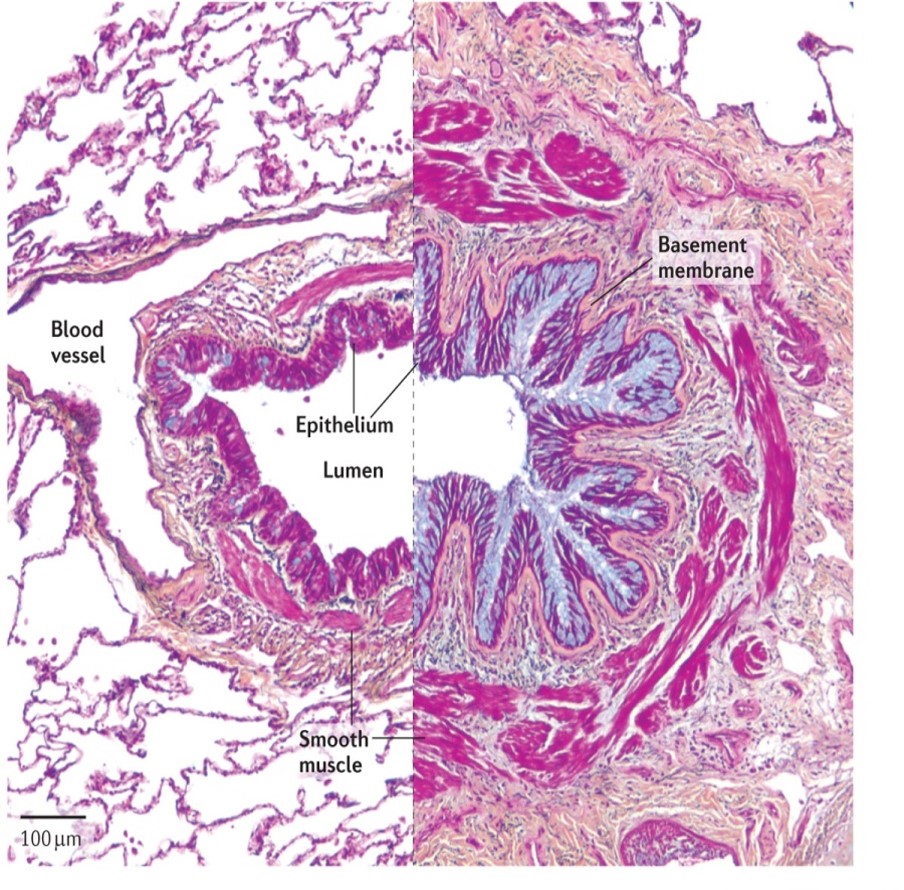 Basement
membrane
Blood
vessel
Epithelium
Lumen
Smooth
muscle
100 µm